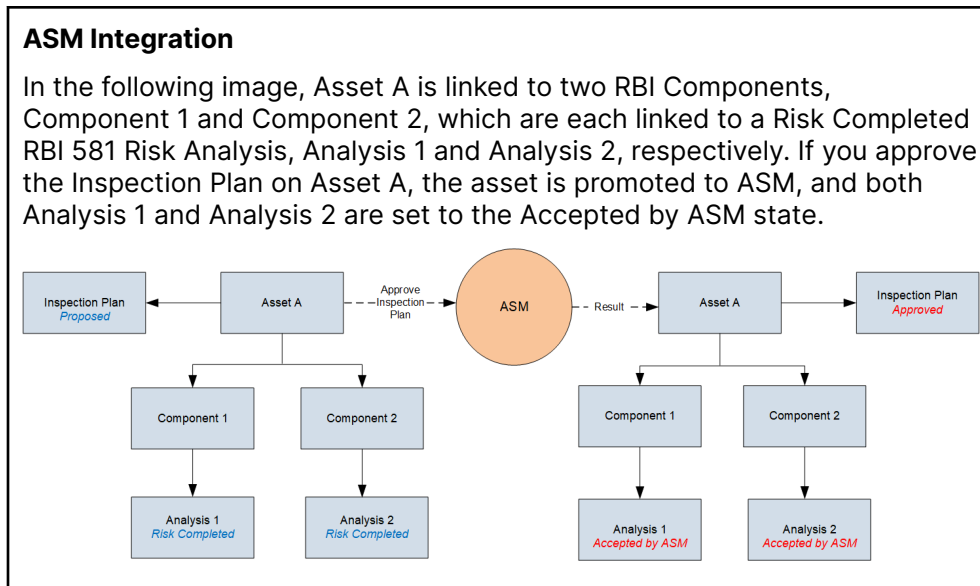 ASM Integration
In the following image, Asset A is linked to two RBI Components,
Component 1 and Component 2, which are each linked to a Risk Completed
RBI 581 Risk Analysis, Analysis 1 and Analysis 2, respectively. If you approve
the Inspection Plan on Asset A, the asset is promoted to ASM, and both
Analysis 1 and Analysis 2 are set to the Accepted by ASM state.
Inspection Plan
Proposed
Asset A
Approve
Inspection
Plan
ASM
Result
Asset A
Inspection Plan
Approved
Component 1
Component 2
Component 1
Component 2
Analysis 1
Risk Completed
Analysis 2
Risk Completed
Analysis 1
Accepted by ASM
Analysis 2
Accepted by ASM